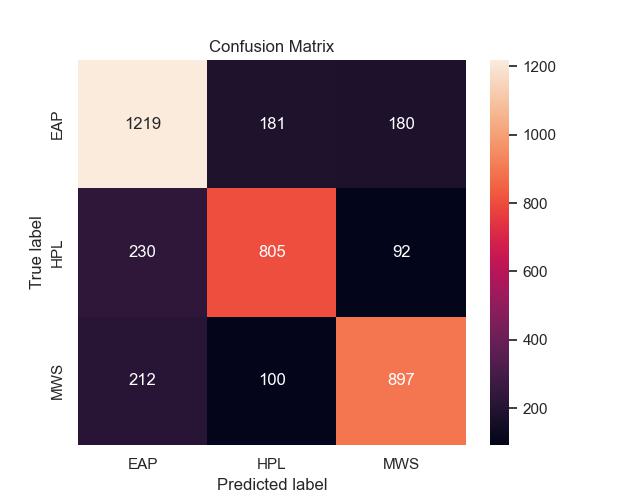 Confusion Matrix
True label
EAP
1219 181 180
HPL
230 805 92
MWS
212 100 897
EAP HPL MWS
Predicted label
1200
1000
800
600
400
200